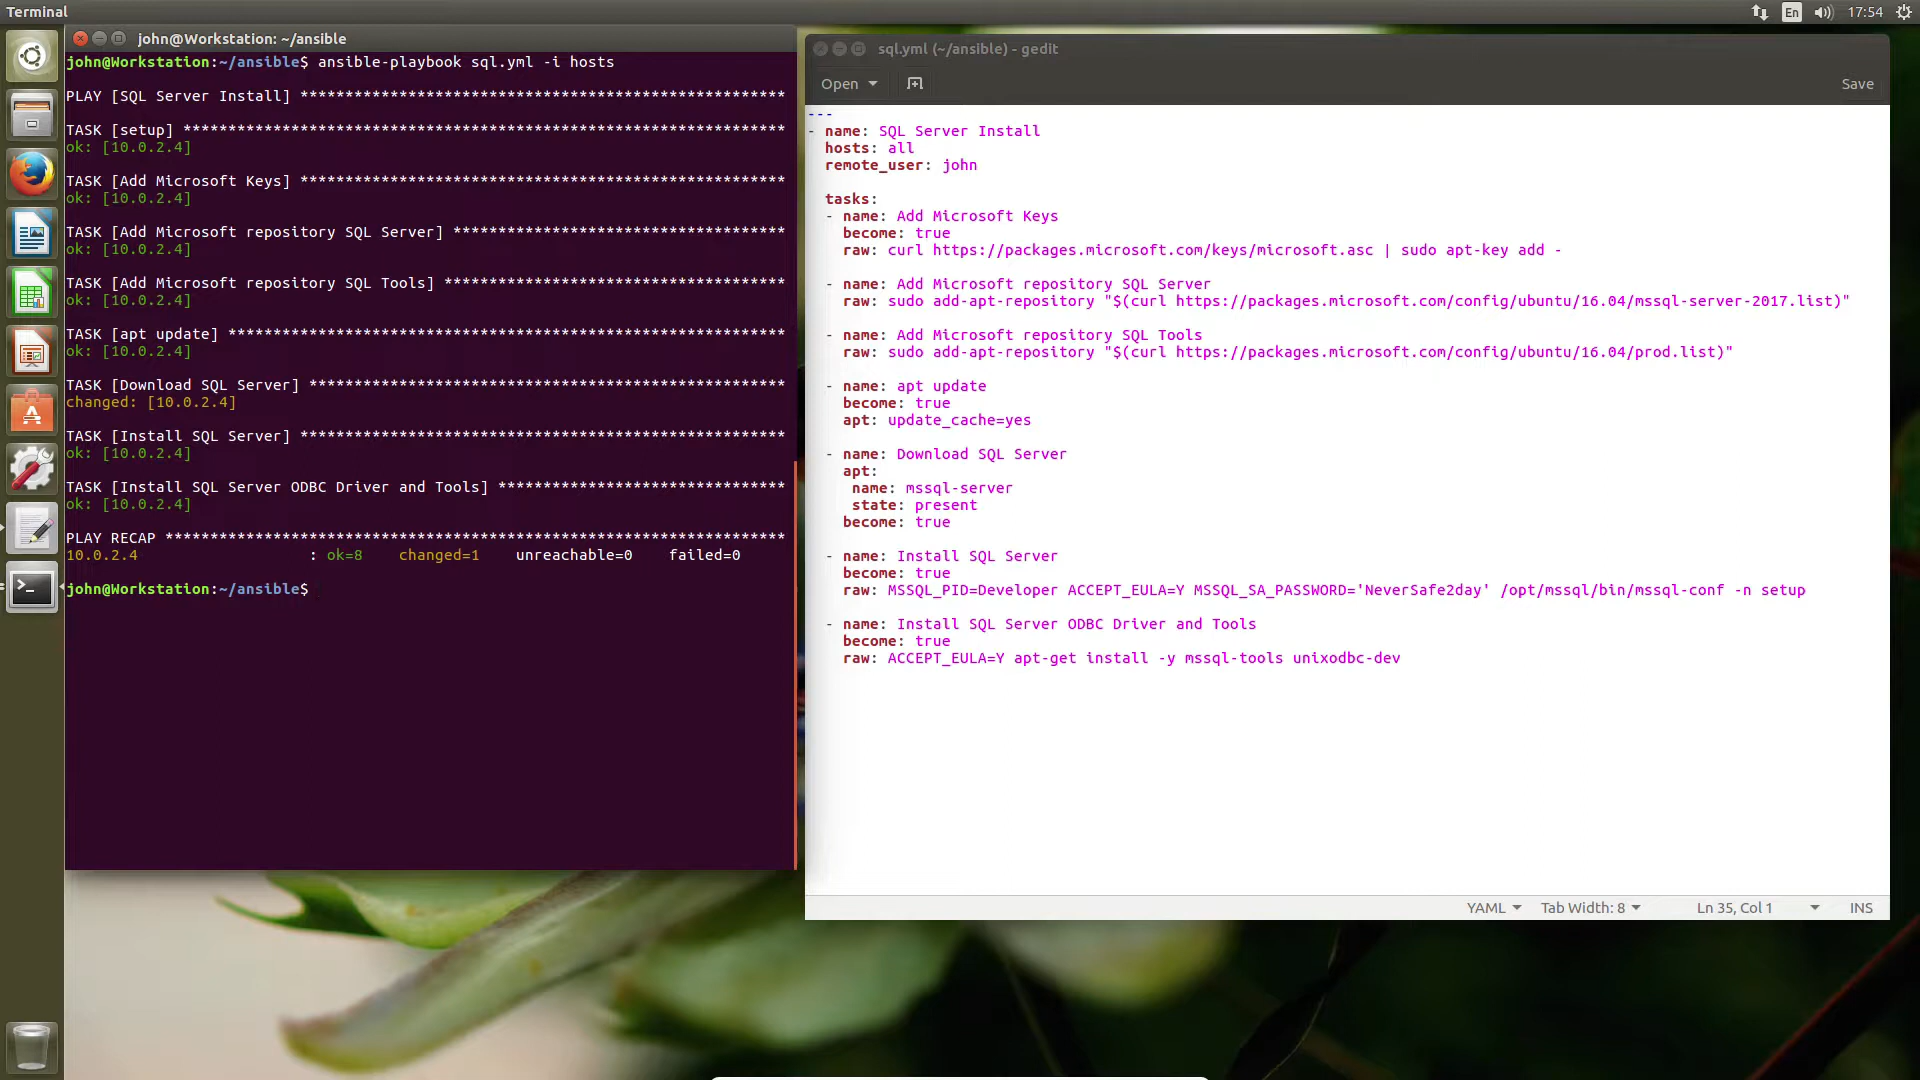 Terminal
En
17:54
john@Workstation: ~/ansible
john@Workstation:~/ansible$ ansible-playbook sql.yml -i hosts
PLAY [SQL Server Install] ******************************************************
TASK [setup] *******************************************************************
ok: [10.0.2.4]
TASK [Add Microsoft Keys] ******************************************************
ok: [10.0.2.4]
TASK [Add Microsoft repository SQL Server] *************************************
ok: [10.0.2.4]
TASK [Add Microsoft repository SQL Tools] **************************************
ok: [10.0.2.4]
TASK [apt update] **************************************************************
ok: [10.0.2.4]
TASK [Download SQL Server] *****************************************************
changed: [10.0.2.4]
TASK [Install SQL Server] ******************************************************
ok: [10.0.2.4]
TASK [Install SQL Server ODBC Driver and Tools] ********************************
ok: [10.0.2.4]
PLAY RECAP *********************************************************************
10.0.2.4                   : ok=8    changed=1    unreachable=0    failed=0
john@Workstation:~/ansible$
sql.yml (~/ansible) - gedit
Open
Save
---
- name: SQL Server Install
  hosts: all
  remote_user: john
  tasks:
  - name: Add Microsoft Keys
    become: true
    raw: curl https://packages.microsoft.com/keys/microsoft.asc | sudo apt-key add -
  - name: Add Microsoft repository SQL Server
    raw: sudo add-apt-repository "$(curl https://packages.microsoft.com/config/ubuntu/16.04/mssql-server-2017.list)"
  - name: Add Microsoft repository SQL Tools
    raw: sudo add-apt-repository "$(curl https://packages.microsoft.com/config/ubuntu/16.04/prod.list)"
  - name: apt update
    become: true
    apt: update_cache=yes
  - name: Download SQL Server
    apt:
     name: mssql-server
     state: present
    become: true
  - name: Install SQL Server
    become: true
    raw: MSSQL_PID=Developer ACCEPT_EULA=Y MSSQL_SA_PASSWORD='NeverSafe2day' /opt/mssql/bin/mssql-conf -n setup
  - name: Install SQL Server ODBC Driver and Tools
    become: true
    raw: ACCEPT_EULA=Y apt-get install -y mssql-tools unixodbc-dev
YAML
Tab Width: 8
Ln 35, Col 1
INS